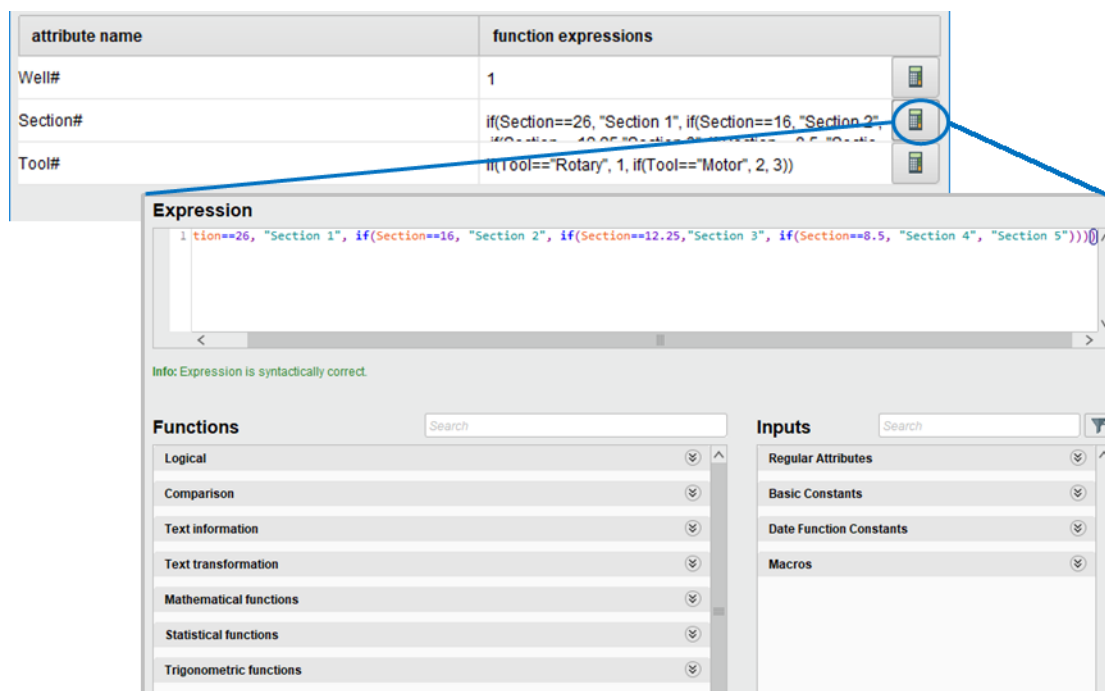 attribute name function expressions
Well# 1
Section# if(Section==26, "Section 1", if(Section==16, "Section 2",
Tool# if(Tool=="Rotary", 1, if(Tool=="Motor", 2, 3))
Expression
1 tion==26, "Section 1", if(Section==16, "Section 2", if(Section==12.25,"Section 3", if(Section==8.5, "Section 4", "Section 5"))))
Info: Expression is syntactically correct.
Functions Search Inputs Search
Logical Regular Attributes
Comparison Basic Constants
Text information Date Function Constants
Text transformation Macros
Mathematical functions
Statistical functions
Trigonometric functions